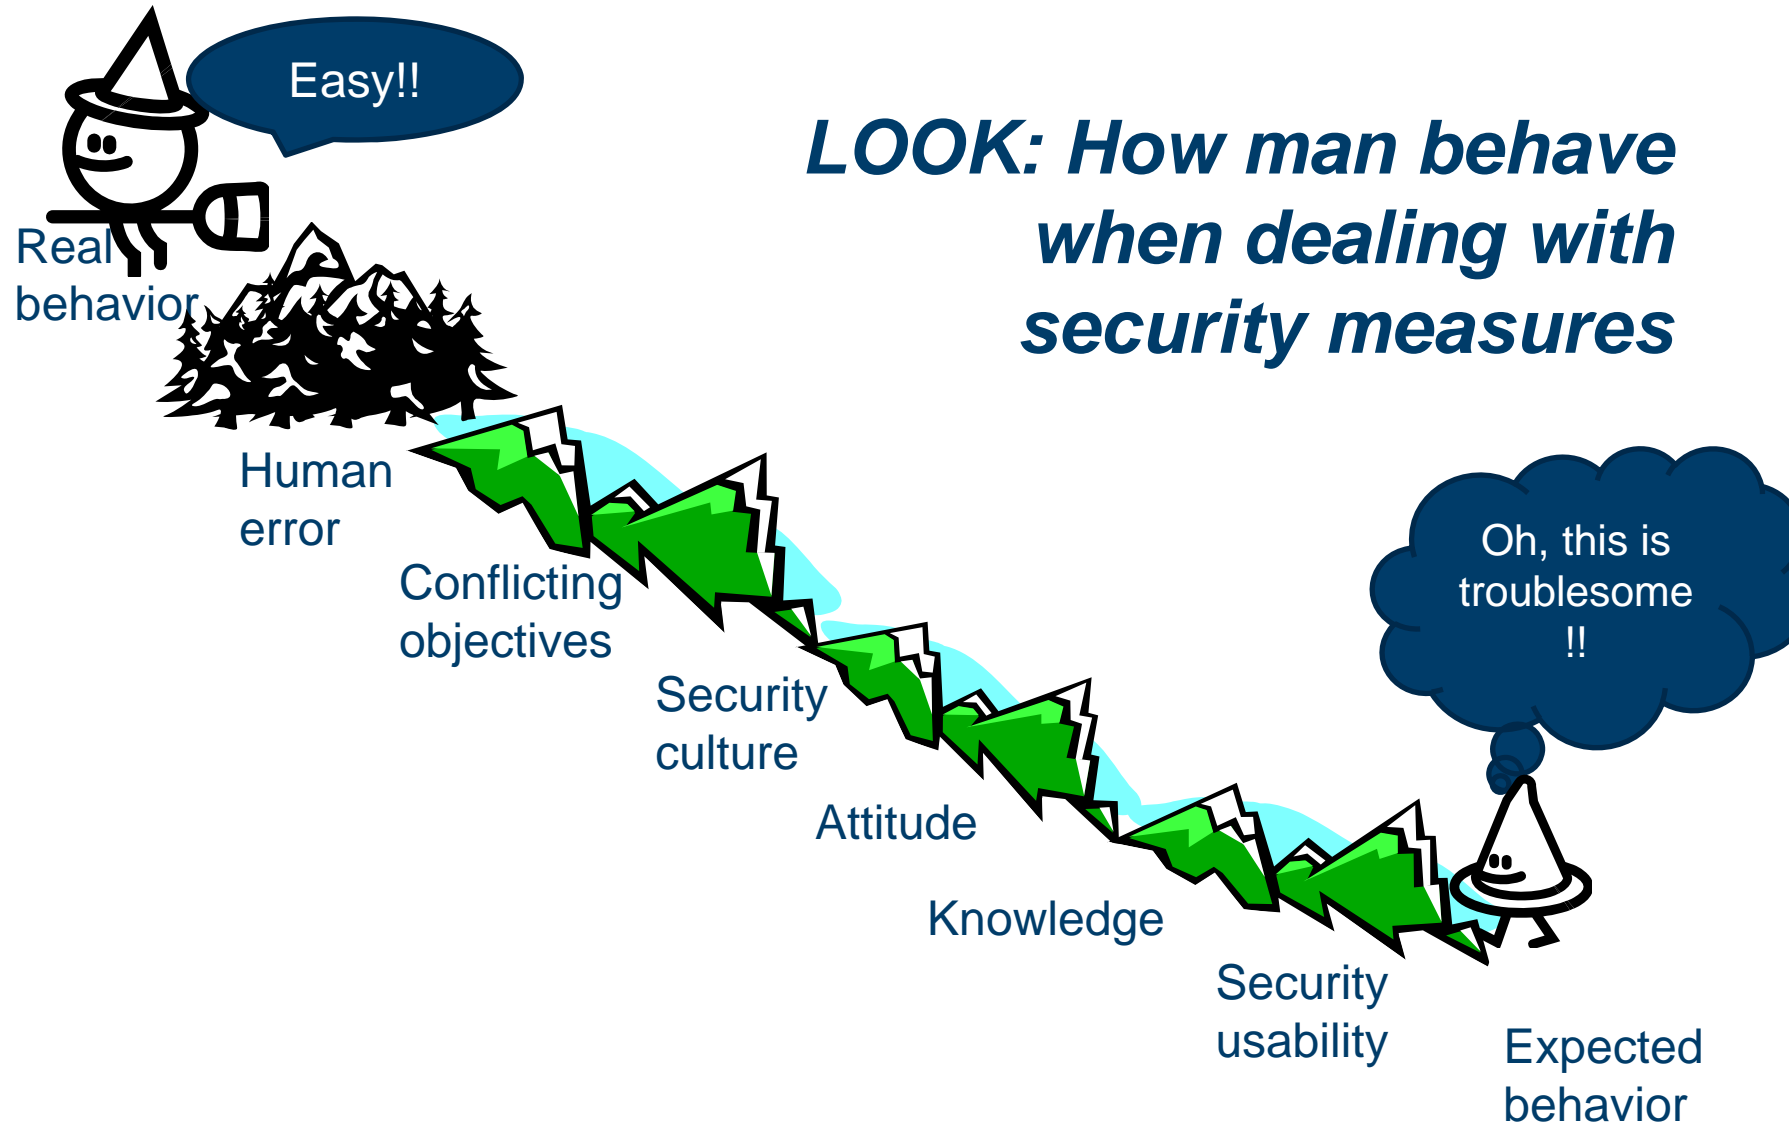 Easy!!
LOOK: How man behave
when dealing with
security measures
Real
behavior
Human
error
Conflicting
objectives
Oh, this is
troublesome
!!
Security
culture
Attitude
Knowledge
Security
usability
Expected
behavior